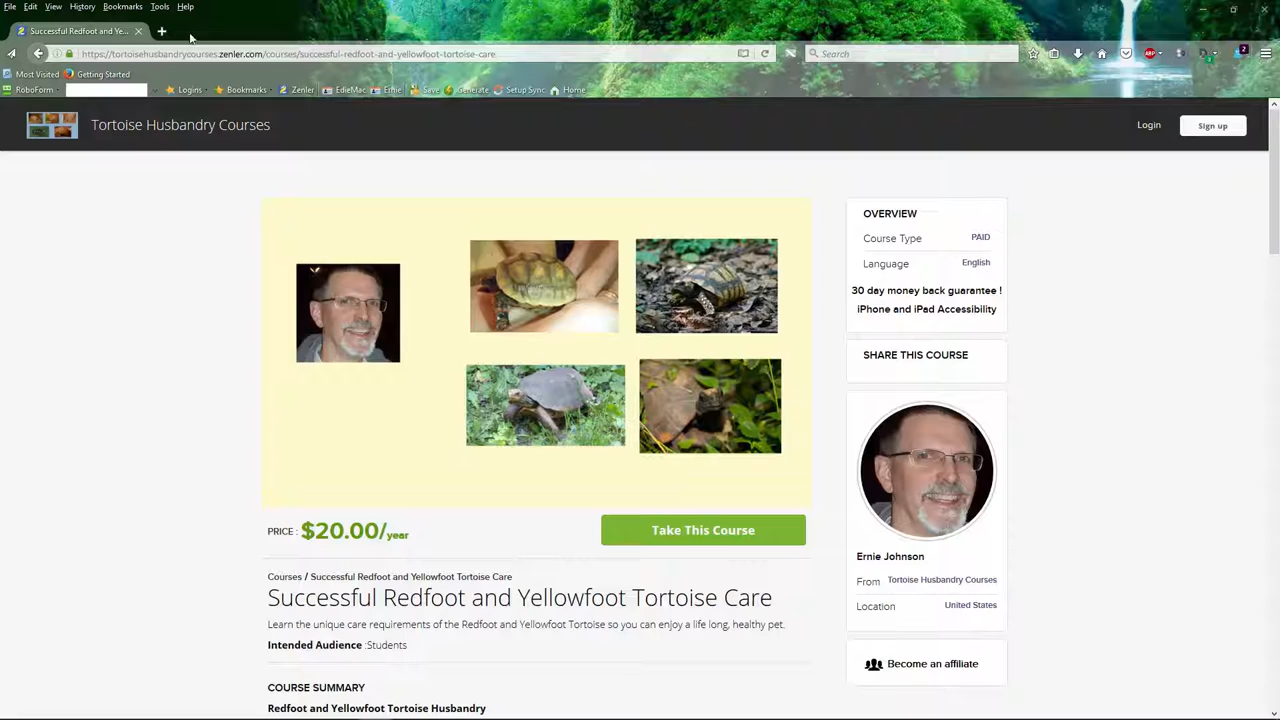 File Edit View History Bookmarks Tools Help
Successful Redfoot and Ye...
https://tortoisehusbandrycourses.zenler.com/courses/successful-redfoot-and-yellowfoot-tortoise-care
Search
ABP
2
Most Visited Getting Started
RoboForm Logins Bookmarks Zenler EdieMac Ernie Save Generate Setup Sync Home
Tortoise Husbandry Courses
Login Sign up
OVERVIEW
Course Type PAID
Language English
30 day money back guarantee !
iPhone and iPad Accessibility
SHARE THIS COURSE
Ernie Johnson
From Tortoise Husbandry Courses
Location United States
Become an affiliate
PRICE : $20.00/year
Take This Course
Courses / Successful Redfoot and Yellowfoot Tortoise Care
Successful Redfoot and Yellowfoot Tortoise Care
Learn the unique care requirements of the Redfoot and Yellowfoot Tortoise so you can enjoy a life long, healthy pet.
Intended Audience :Students
COURSE SUMMARY
Redfoot and Yellowfoot Tortoise Husbandry